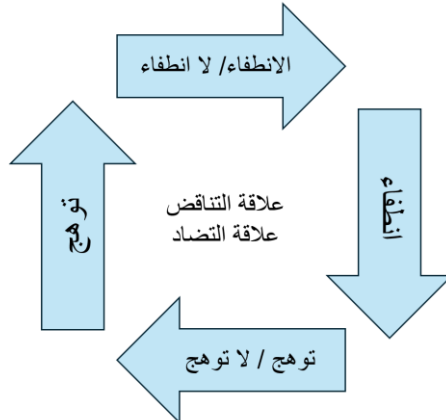 الانطفاء/ لا انطفاء
انطفاء
توهج
علاقة التناقض
علاقة التضاد
توهج / لا توهج